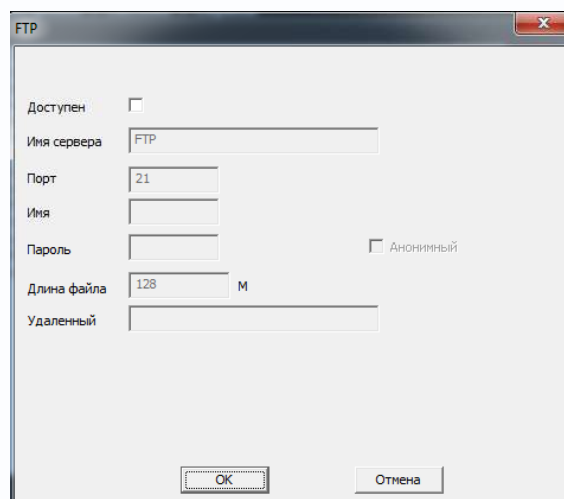 FTP
Доступен
Имя сервера FTP
Порт 21
Имя
Пароль Анонимный
Длина файла 128 М
Удаленный
OK Отмена